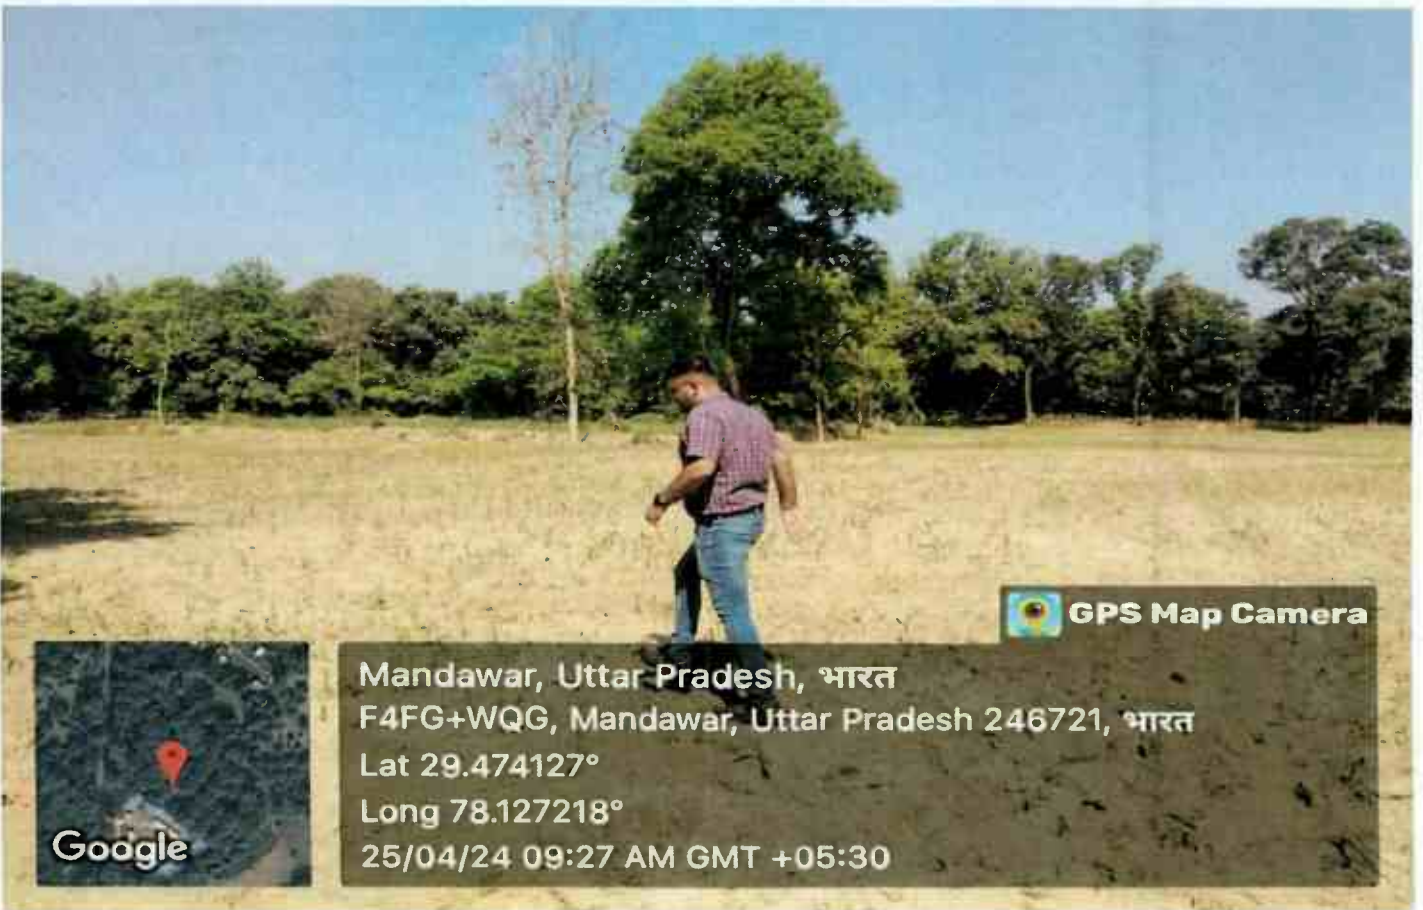 GPS Map Camera
Mandawar, Uttar Pradesh, भारत
F4FG+WQG, Mandawar, Uttar Pradesh 246721, भारत
Lat 29.474127°
Long 78.127218°
25/04/24 09:27 AM GMT +05:30
Google